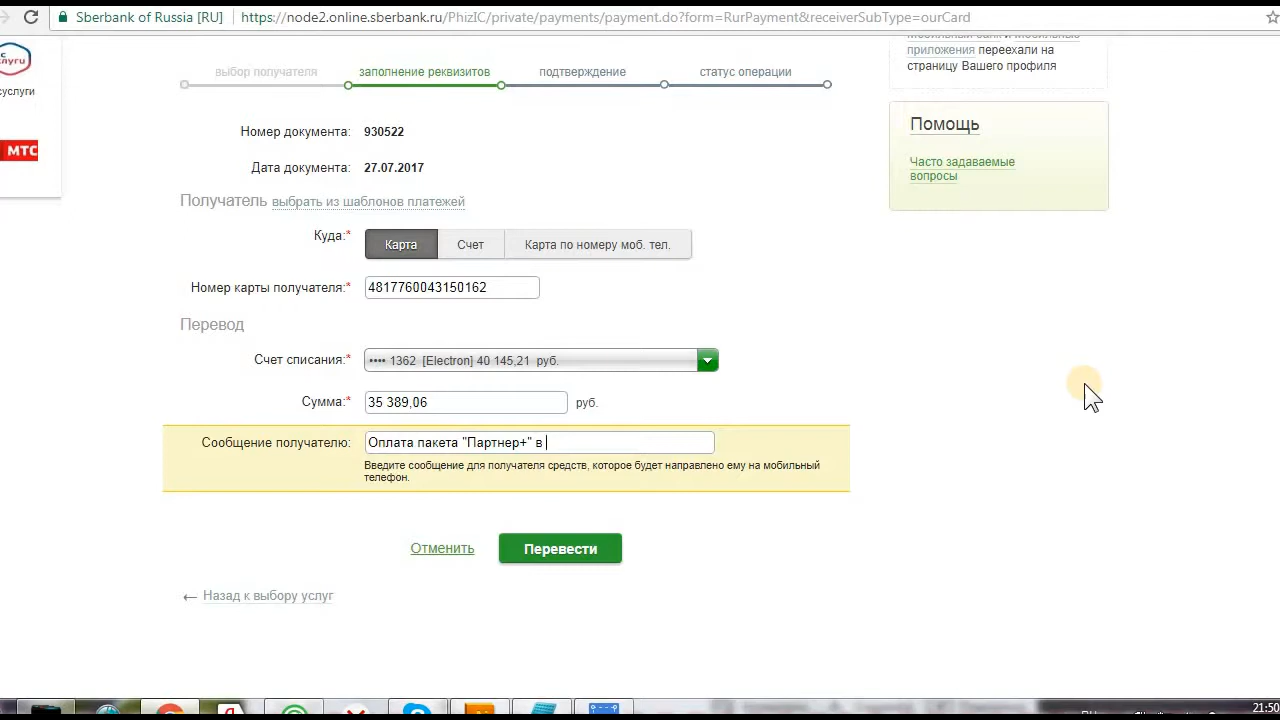 Sberbank of Russia [RU]
https://node2.online.sberbank.ru/PhizIC/private/payments/payment.do?form=RurPayment&receiverSubType=ourCard
мобильный банк и мобильные
приложения переехали на
страницу Вашего профиля
слуги
МТС
выбор получателя
заполнение реквизитов
подтверждение
статус операции
Номер документа: 930522
Дата документа: 27.07.2017
Получатель выбрать из шаблонов платежей
Куда:* Карта Счет Карта по номеру моб. тел.
Номер карты получателя:* 4817760043150162
Перевод
Счет списания:* •••• 1362 [Electron] 40 145,21 руб.
Сумма:* 35 389,06 руб.
Сообщение получателю: Оплата пакета "Партнер+" в
Введите сообщение для получателя средств, которое будет направлено ему на мобильный
телефон.
Отменить Перевести
← Назад к выбору услуг
Помощь
Часто задаваемые
вопросы
21:50